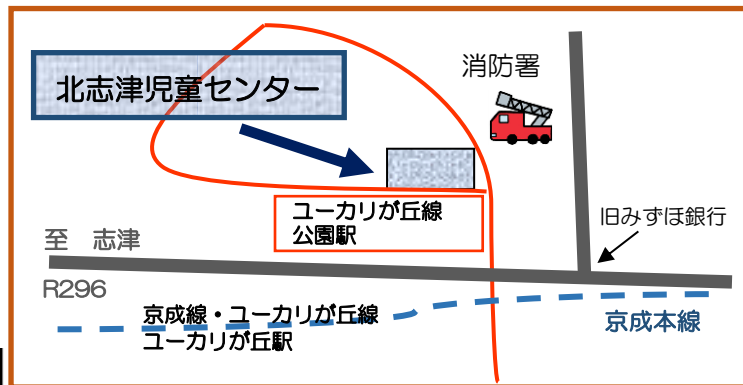 消防署
北志津児童センター
ユーカリが丘線
公園駅
旧みずほ銀行
至 志津
R296
京成線・ユーカリが丘線
ユーカリが丘駅
京成本線